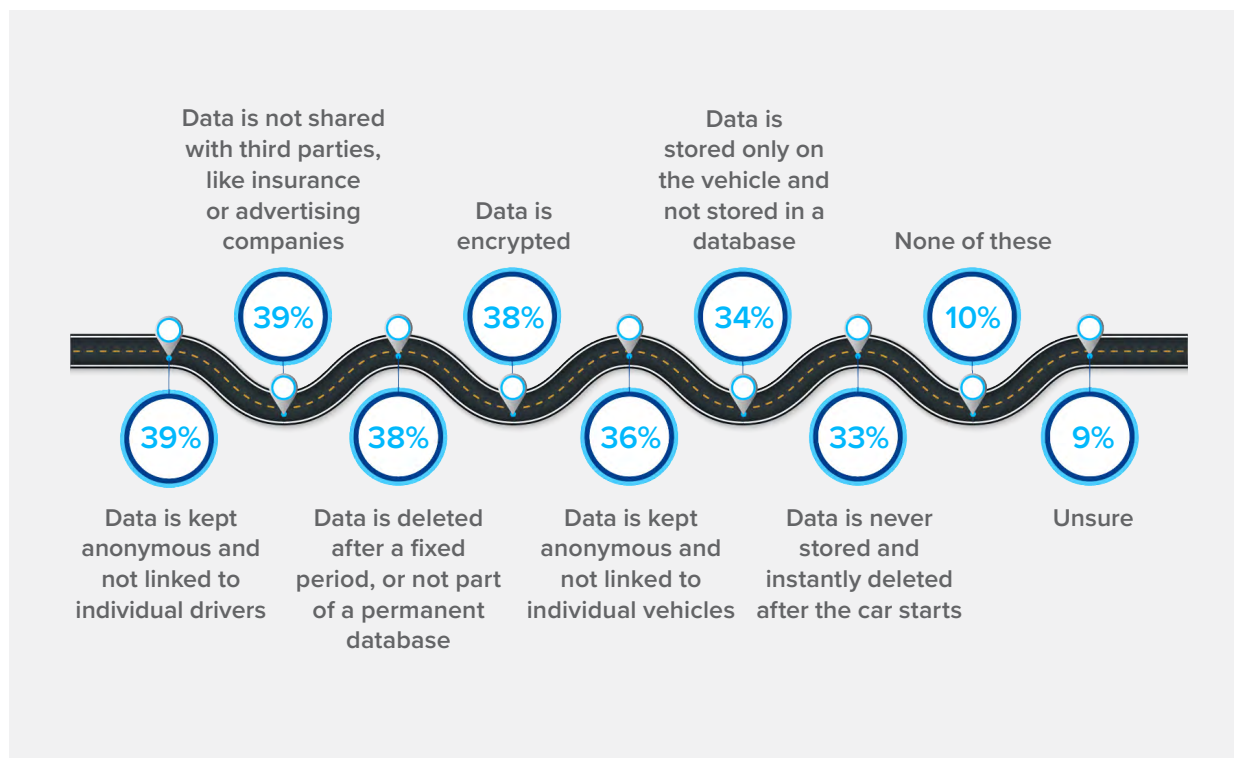 Data is not shared
with third parties,
like insurance
or advertising
companies
39%
Data is
encrypted
38%
Data is
stored only on
the vehicle and
not stored in a
database
34%
None of these
10%
39%
Data is kept
anonymous and
not linked to
individual drivers
38%
Data is deleted
after a fixed
period, or not part
of a permanent
database
36%
Data is kept
anonymous and
not linked to
individual vehicles
33%
Data is never
stored and
instantly deleted
after the car starts
9%
Unsure